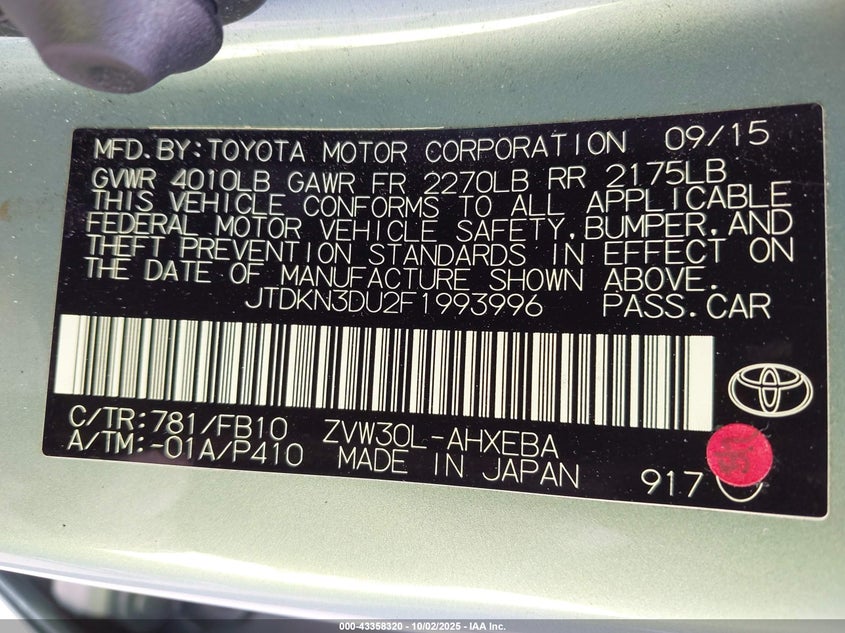 MFD.BY:TOYOTA MOTOR CORPORATION 09/15
GVWR 4010LB GAWR FR 2270LB RR 2175LB
THIS VEHICLE CONFORMS TO ALL APPLICABLE
FEDERAL MOTOR VEHICLE SAFETY,BUMPER,AND
THEFT PREVENTION STANDARDS IN EFFECT ON
THE DATE OF MANUFACTURE SHOWN ABOVE.
JTDKN3DU2F1993996 PASS.CAR
C/TR:781/FB10 ZVW30L-AHXEBA
A/TM:-01A/P410 MADE IN JAPAN 917
000-43358320 | 10/02/2025 - IAA Inc.